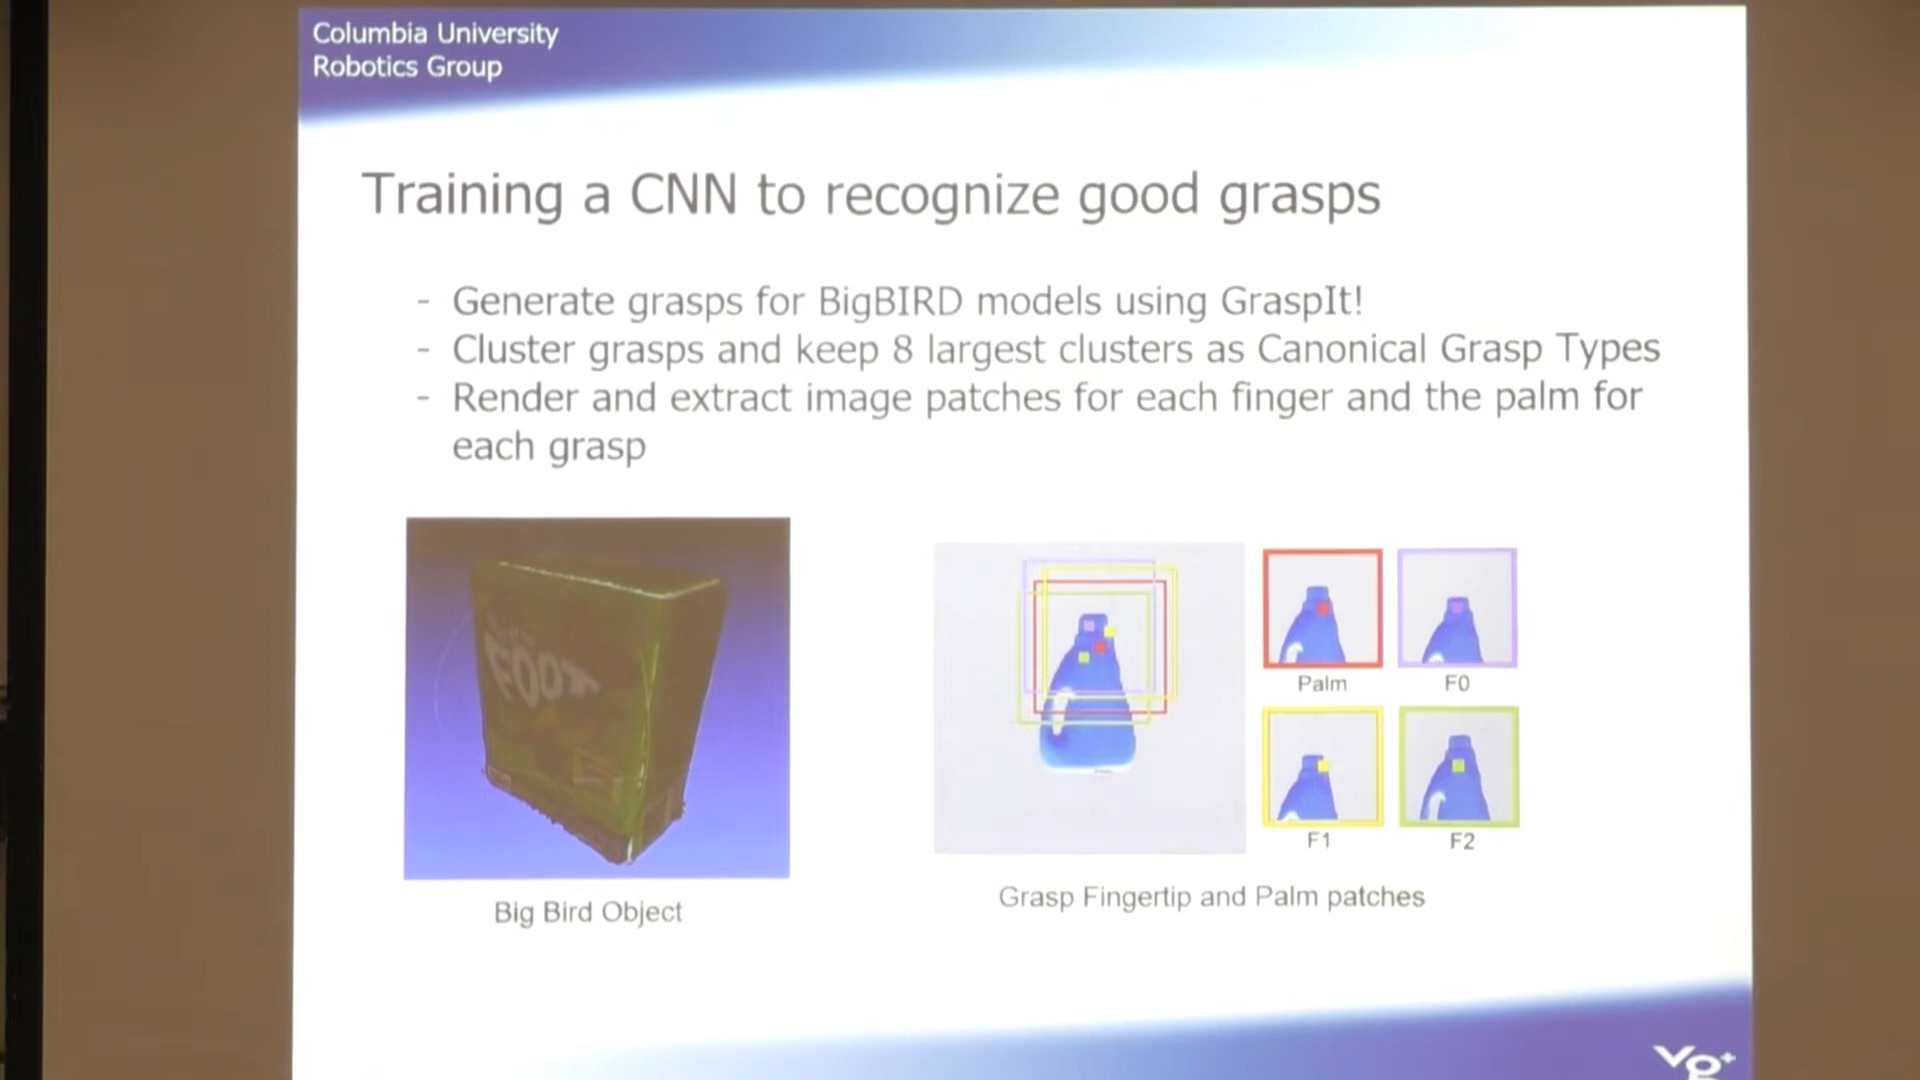 Columbia University
Robotics Group
Training a CNN to recognize good grasps
- Generate grasps for BigBIRD models using GraspIt!
- Cluster grasps and keep 8 largest clusters as Canonical Grasp Types
- Render and extract image patches for each finger and the palm for
each grasp
Palm
F0
F1
F2
Big Bird Object
Grasp Fingertip and Palm patches